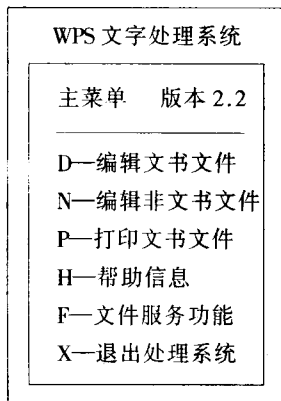 WPS 文字处理系统
主菜单 版本 2.2
D—编辑文书文件
N—编辑非文书文件
P—打印文书文件
H—帮助信息
F—文件服务功能
X—退出处理系统